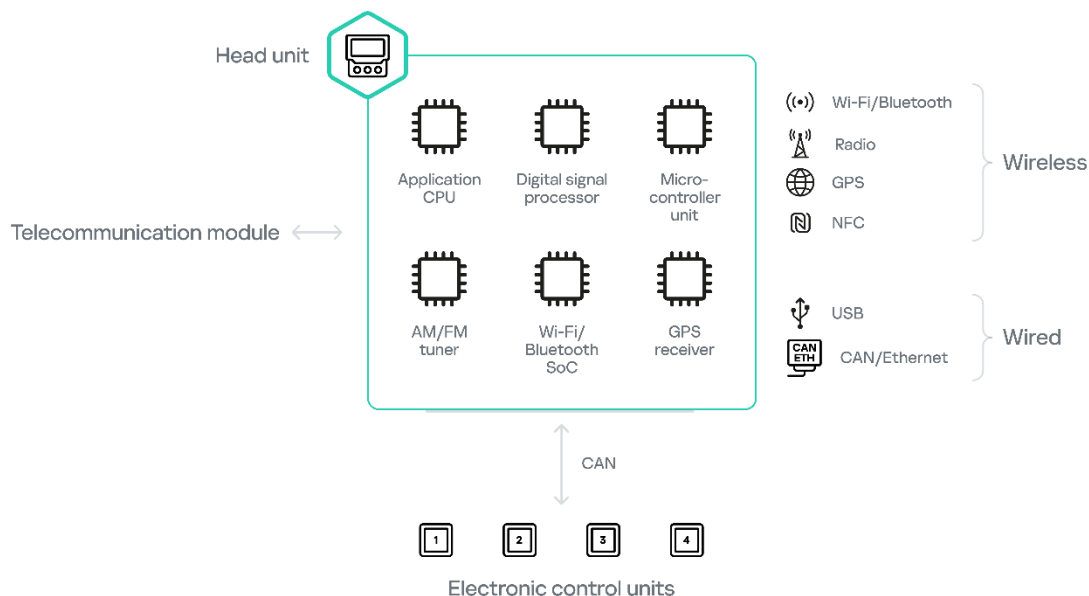 Head unit
Application
CPU
Digital signal
processor
Micro-
controller
unit
AM/FM
tuner
Wi-Fi/
Bluetooth
SoC
GPS
receiver
Telecommunication module
Wi-Fi/Bluetooth
Radio
GPS
NFC
Wireless
USB
CAN
ETH
CAN/Ethernet
Wired
CAN
1
2
3
4
Electronic control units